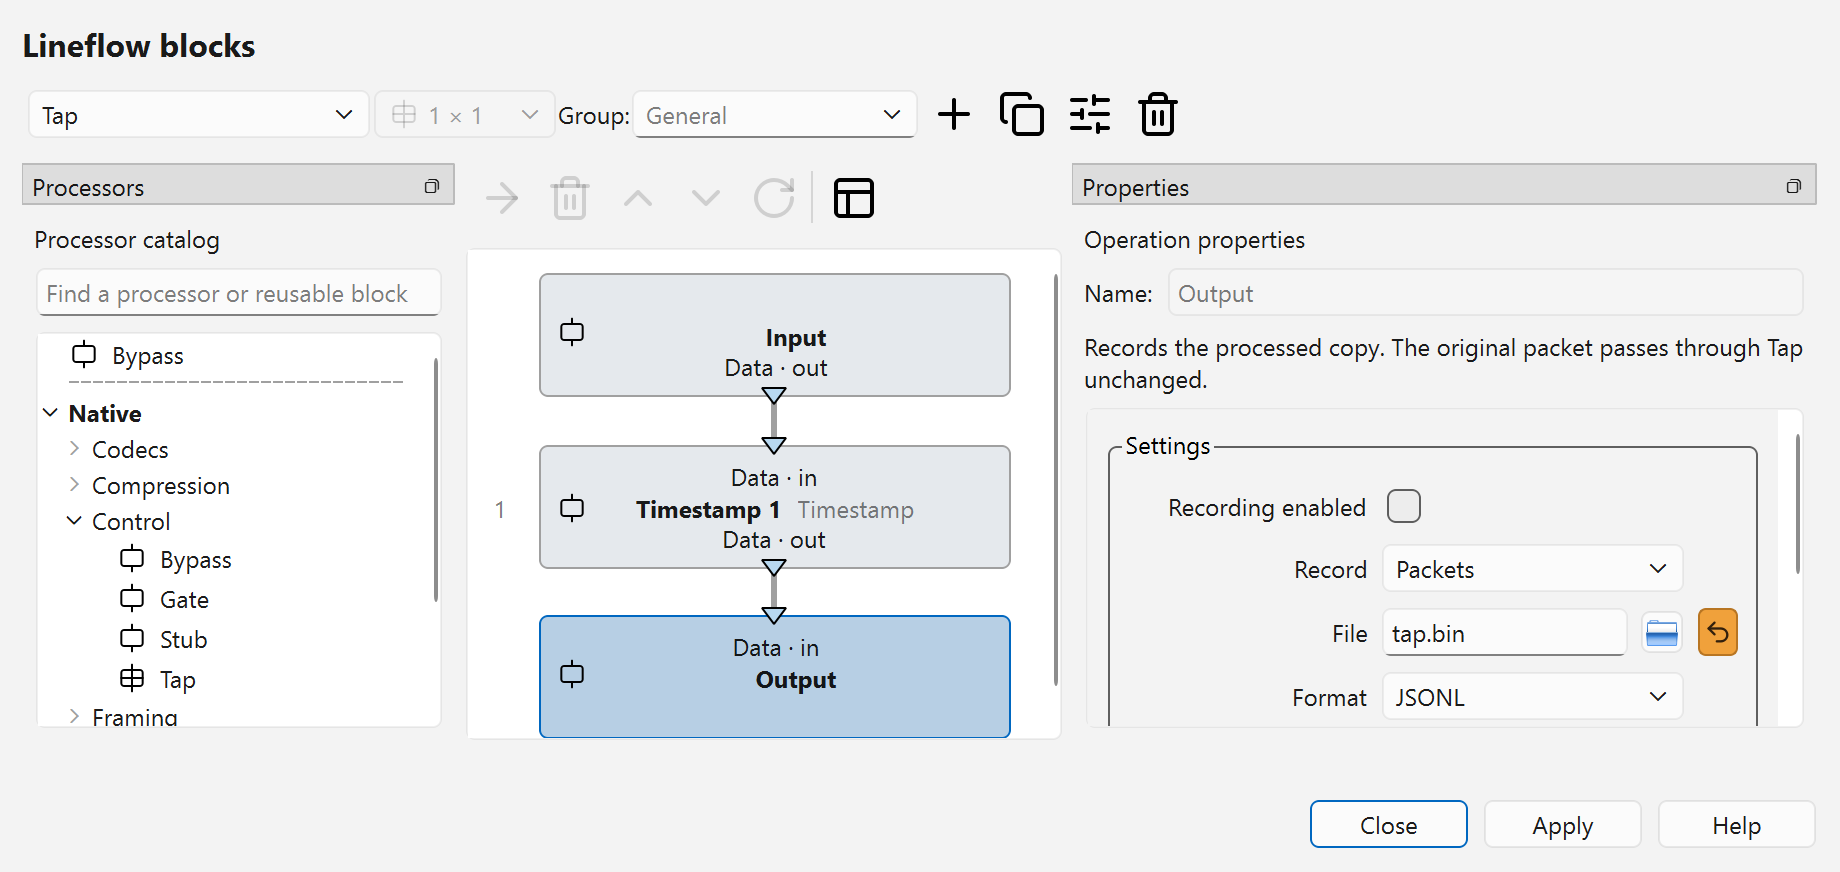 Lineflow blocks
Tap
1 × 1
Group:
General
Processors
Processor catalog
Find a processor or reusable block
Bypass
Native
Codecs
Compression
Control
Bypass
Gate
Stub
Tap
Framing
Input
Data · out
1
Data · in
Timestamp 1 Timestamp
Data · out
Data · in
Output
Properties
Operation properties
Name:
Output
Records the processed copy. The original packet passes through Tap
unchanged.
Settings
Recording enabled
Record
Packets
File
tap.bin
Format
JSONL
Close
Apply
Help